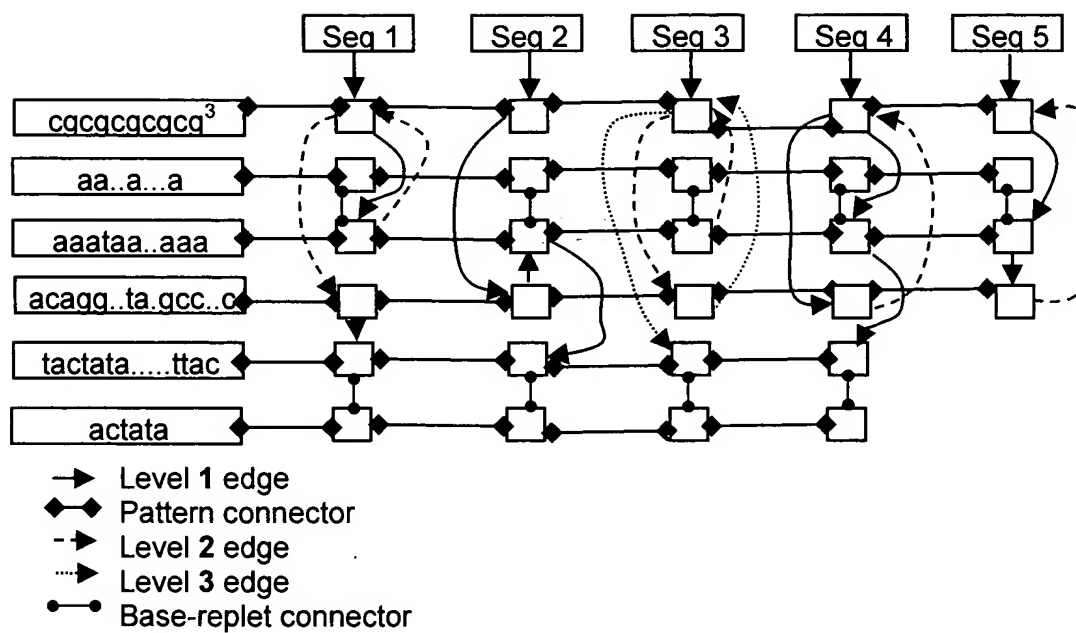 Seq 1 Seq 2 Seq 3 Seq 4 Seq 5
cgcgcgcgcg³
aa..a...a
aaataa..aaa
acagg..ta.gcc..c
tactata.....ttac
actata
Level 1 edge
Pattern connector
Level 2 edge
Level 3 edge
Base-replet connector